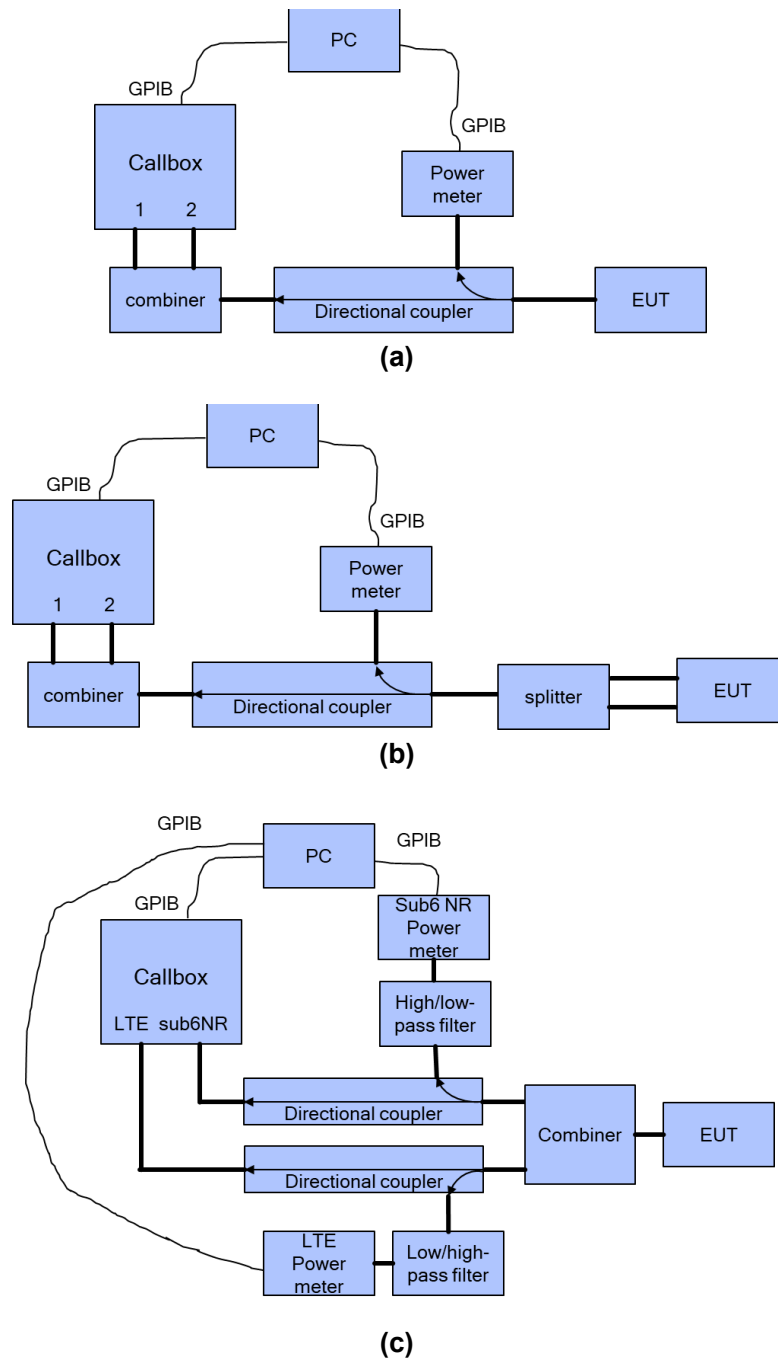 PC
GPIB
GPIB
Callbox
1 2
Power
meter
combiner
Directional coupler
EUT
(a)
PC
GPIB
GPIB
Callbox
1 2
Power
meter
combiner
Directional coupler
splitter
EUT
(b)
GPIB
PC
GPIB
GPIB
Sub6 NR
Power
meter
Callbox
LTE sub6NR
High/low-
pass filter
Directional coupler
Combiner
EUT
Directional coupler
LTE
Power
meter
Low/high-
pass filter
(c)